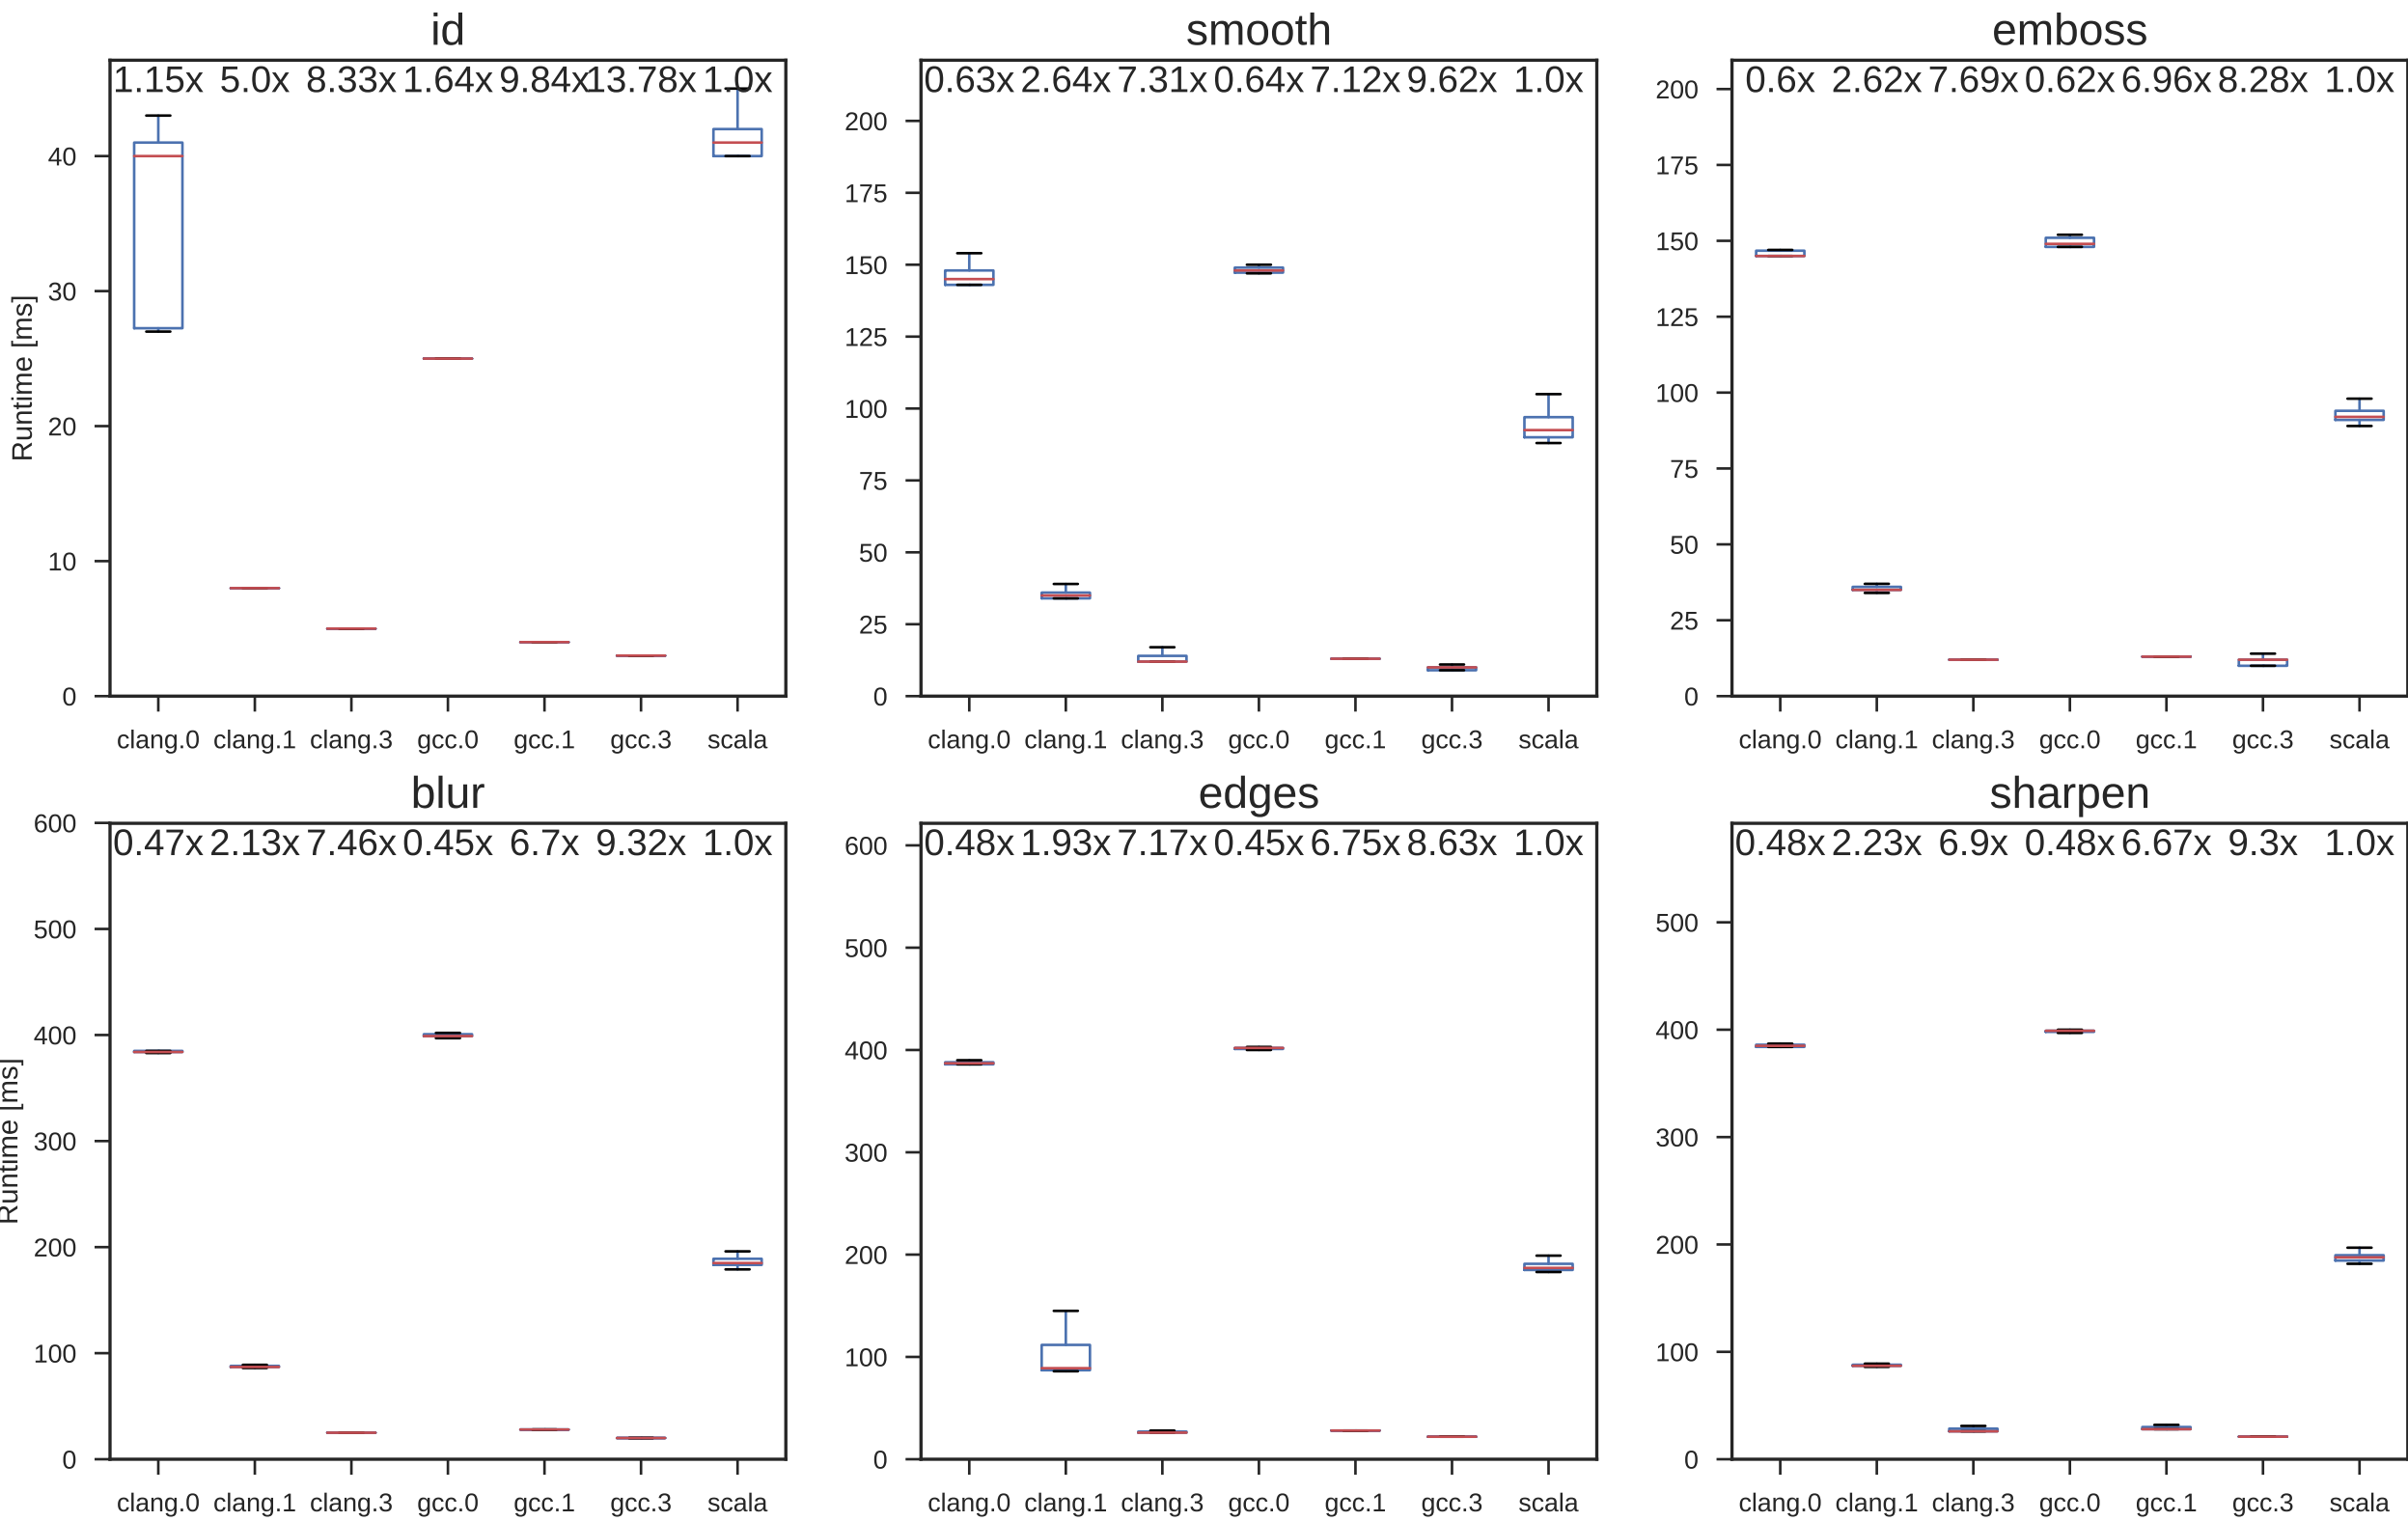 id
1.15x 5.0x 8.33x 1.64x 9.84x 13.78x 1.0x
40
30
20
10
0
Runtime [ms]
clang.0 clang.1 clang.3 gcc.0 gcc.1 gcc.3 scala
smooth
0.63x 2.64x 7.31x 0.64x 7.12x 9.62x 1.0x
200
175
150
125
100
75
50
25
0
clang.0 clang.1 clang.3 gcc.0 gcc.1 gcc.3 scala
emboss
0.6x 2.62x 7.69x 0.62x 6.96x 8.28x 1.0x
200
175
150
125
100
75
50
25
0
clang.0 clang.1 clang.3 gcc.0 gcc.1 gcc.3 scala
blur
0.47x 2.13x 7.46x 0.45x 6.7x 9.32x 1.0x
600
500
400
300
200
100
0
Runtime [ms]
clang.0 clang.1 clang.3 gcc.0 gcc.1 gcc.3 scala
edges
0.48x 1.93x 7.17x 0.45x 6.75x 8.63x 1.0x
600
500
400
300
200
100
0
clang.0 clang.1 clang.3 gcc.0 gcc.1 gcc.3 scala
sharpen
0.48x 2.23x 6.9x 0.48x 6.67x 9.3x 1.0x
500
400
300
200
100
0
clang.0 clang.1 clang.3 gcc.0 gcc.1 gcc.3 scala